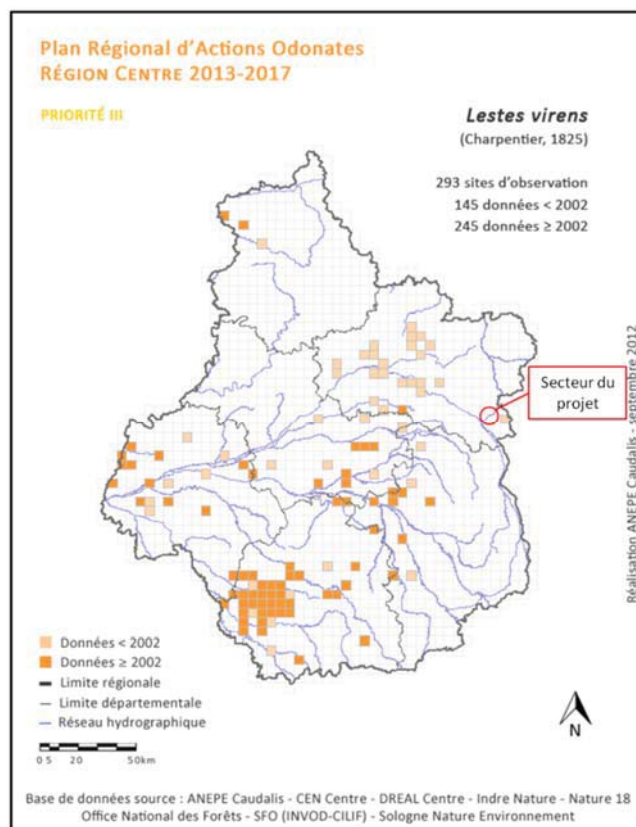 Plan Régional d'Actions Odonates
RÉGION CENTRE 2013-2017
PRIORITÉ III
Lestes virens
(Charpentier, 1825)
293 sites d'observation
145 données < 2002
245 données ≥ 2002
Secteur du
projet
Réalisation ANEPE Caudalis - septembre 2012
Données < 2002
Données ≥ 2002
Limite régionale
Limite départementale
Réseau hydrographique
0 5 20 50km
N
Base de données source : ANEPE Caudalis - CEN Centre - DREAL Centre - Indre Nature - Nature 18
Office National des Forêts - SFO (INVOD-CILIF) - Sologne Nature Environnement